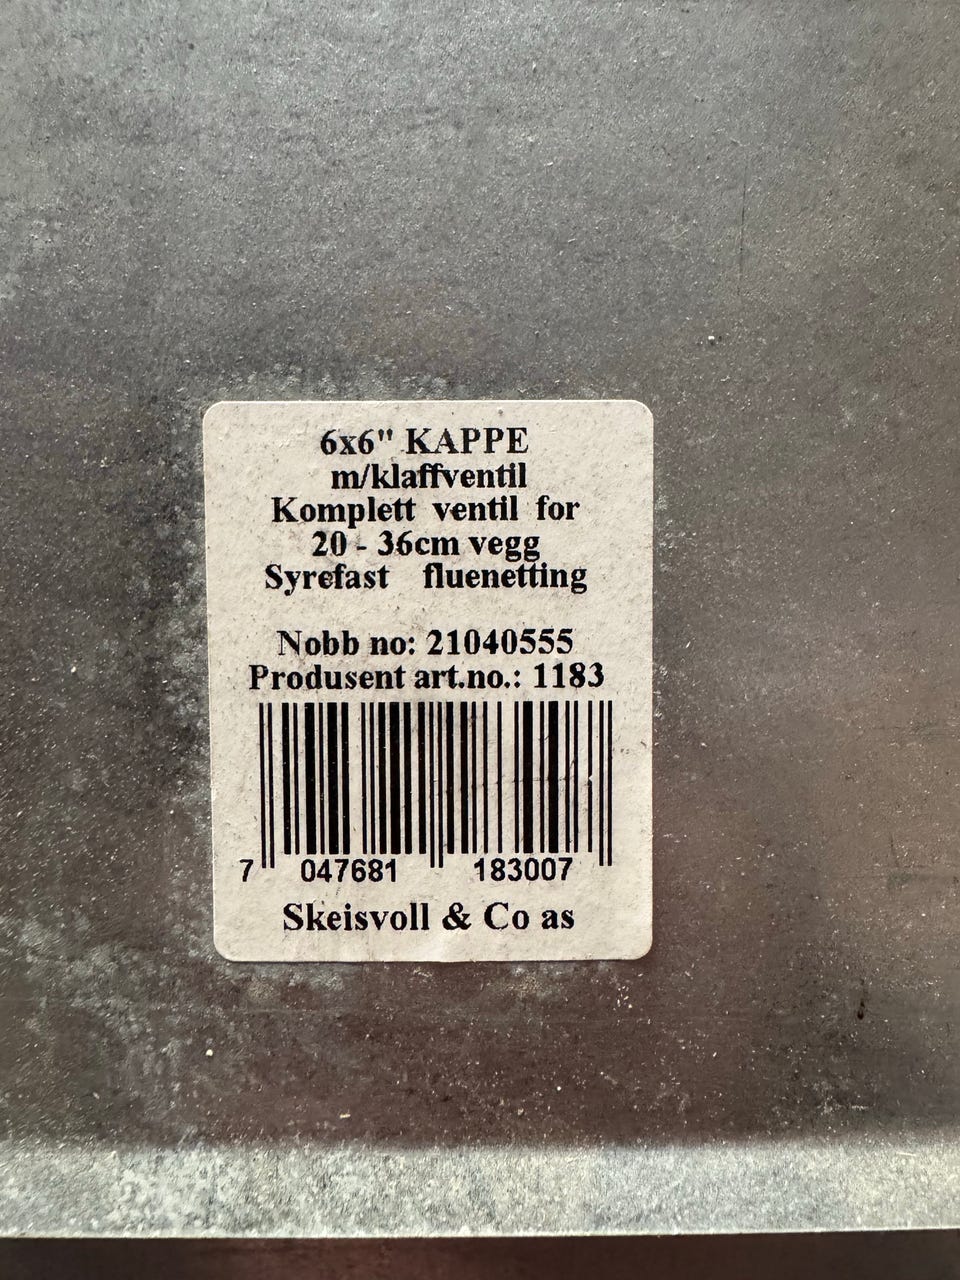 6x6" KAPPE
m/klaffventil
Komplett ventil for
20 - 36cm vegg
Syrefast fluenetting
Nobb no: 21040555
Produsent art.no.: 1183
7 047681 183007
Skeisvoll & Co as